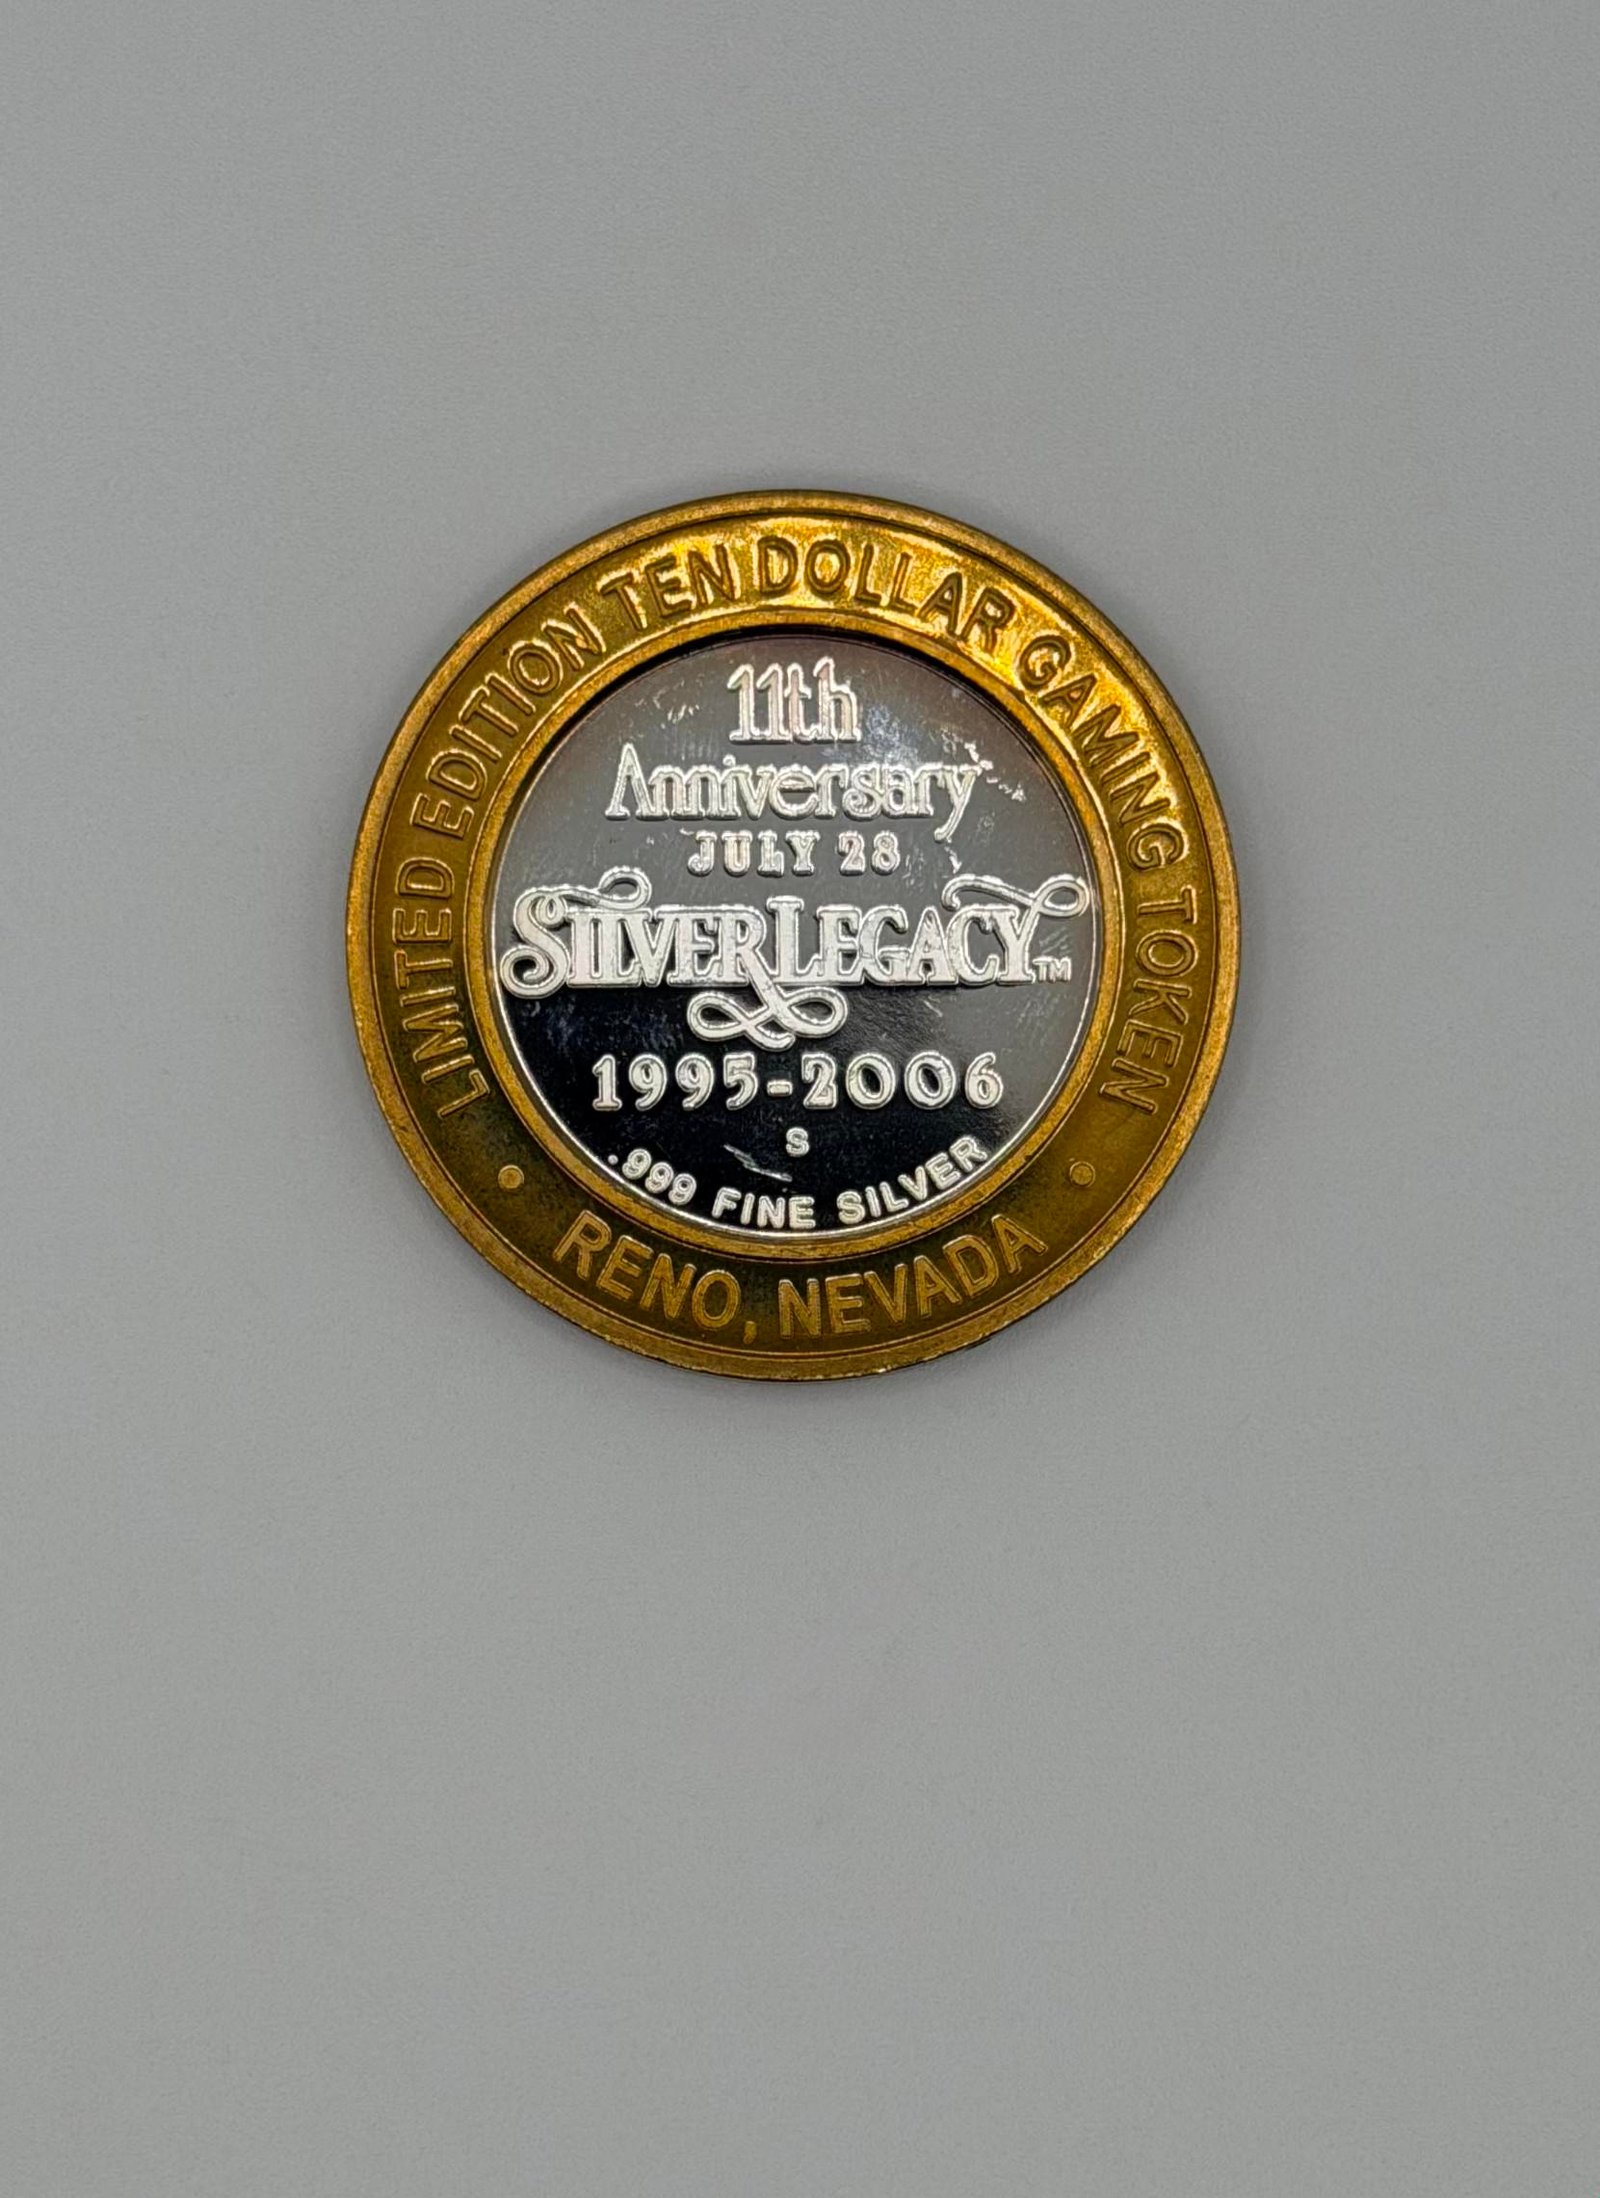 LIMITED EDITION TEN DOLLAR GAMING TOKEN
11th
Anniversary
JULY 28
SILVER LEGACY™
1995-2006
S
.999 FINE SILVER
• RENO, NEVADA •